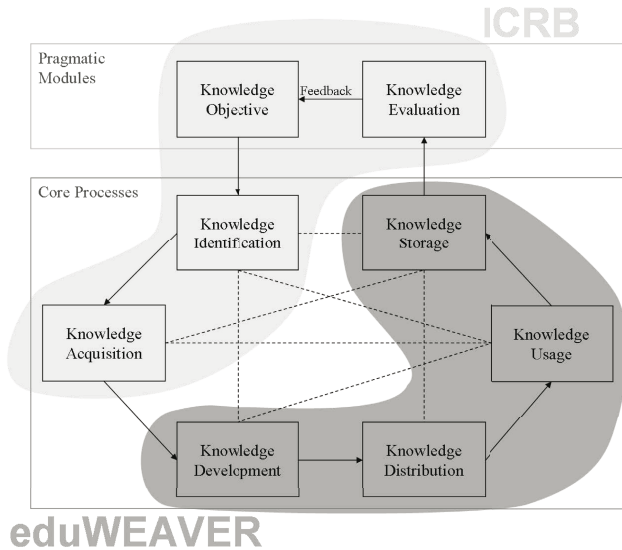 ICRB
Pragmatic
Modules
Knowledge
Objective
Feedback
Knowledge
Evaluation
Core Processes
Knowledge
Identification
Knowledge
Storage
Knowledge
Acquisition
Knowledge
Usage
Knowledge
Development
Knowledge
Distribution
eduWEAVER